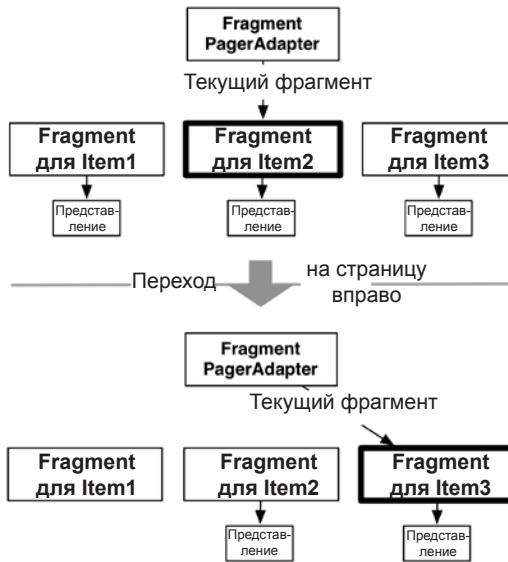 Fragment
PagerAdapter
Текущий фрагмент
Fragment
для Item1
Fragment
для Item2
Fragment
для Item3
Представ-
ление
Представ-
ление
Представ-
ление
Переход
на страницу
вправо
Fragment
PagerAdapter
Текущий фрагмент
Fragment
для Item1
Fragment
для Item2
Fragment
для Item3
Представ-
ление
Представ-
ление